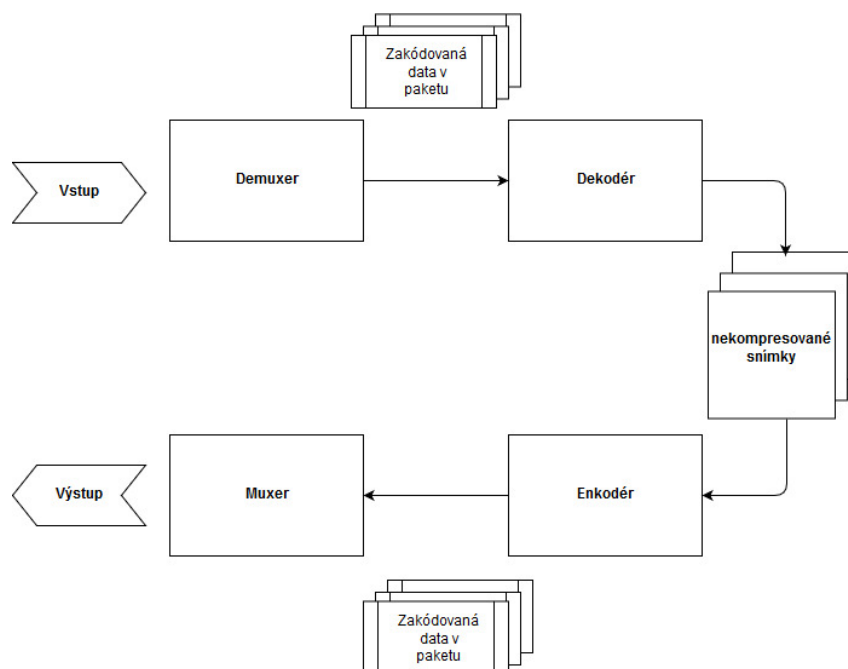 Zakódovaná
data v
paketu
Vstup
Demuxer
Dekodér
nekompresované
snímky
Výstup
Muxer
Enkodér
Zakódovaná
data v
paketu